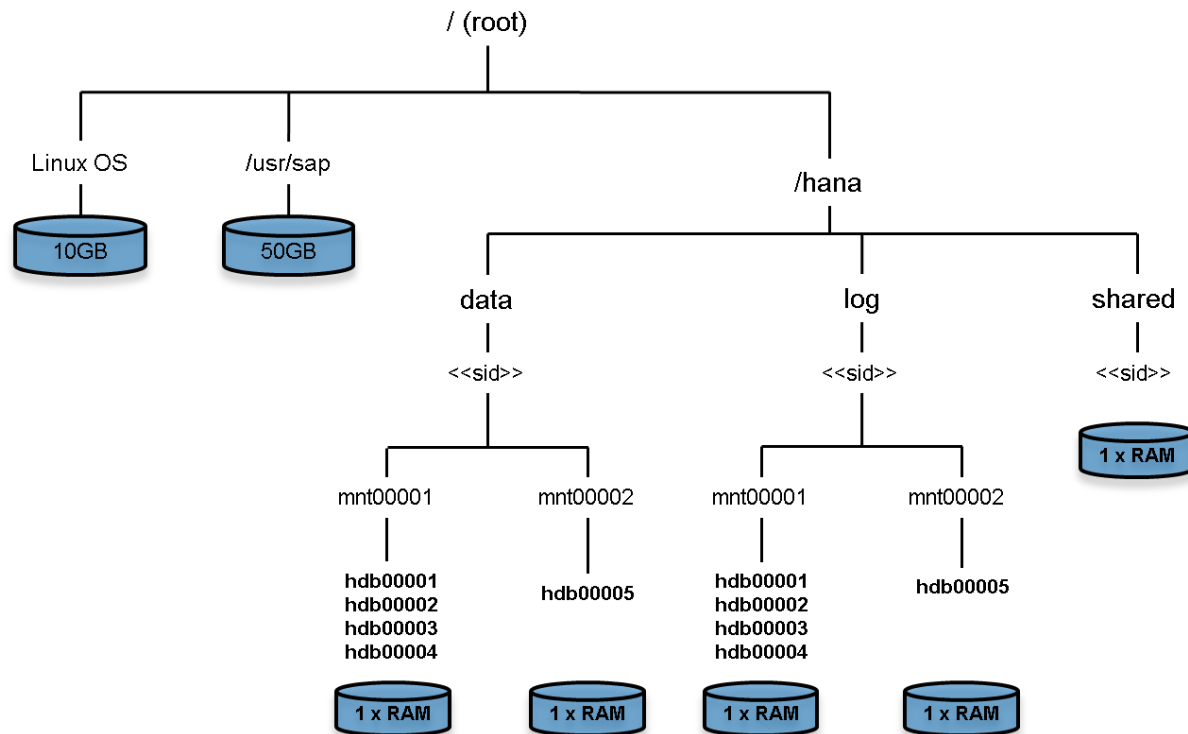 / (root)
Linux OS
/usr/sap
/hana
10GB
50GB
data
log
shared
<<sid>>
<<sid>>
<<sid>>
1 x RAM
mnt00001
mnt00002
mnt00001
mnt00002
hdb00001
hdb00002
hdb00003
hdb00004
hdb00005
hdb00001
hdb00002
hdb00003
hdb00004
hdb00005
1 x RAM
1 x RAM
1 x RAM
1 x RAM